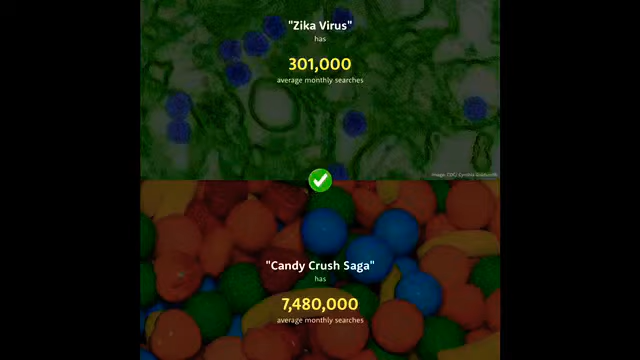 "Zika Virus"
has
301,000
average monthly searches
"Candy Crush Saga"
has
7,480,000
average monthly searches